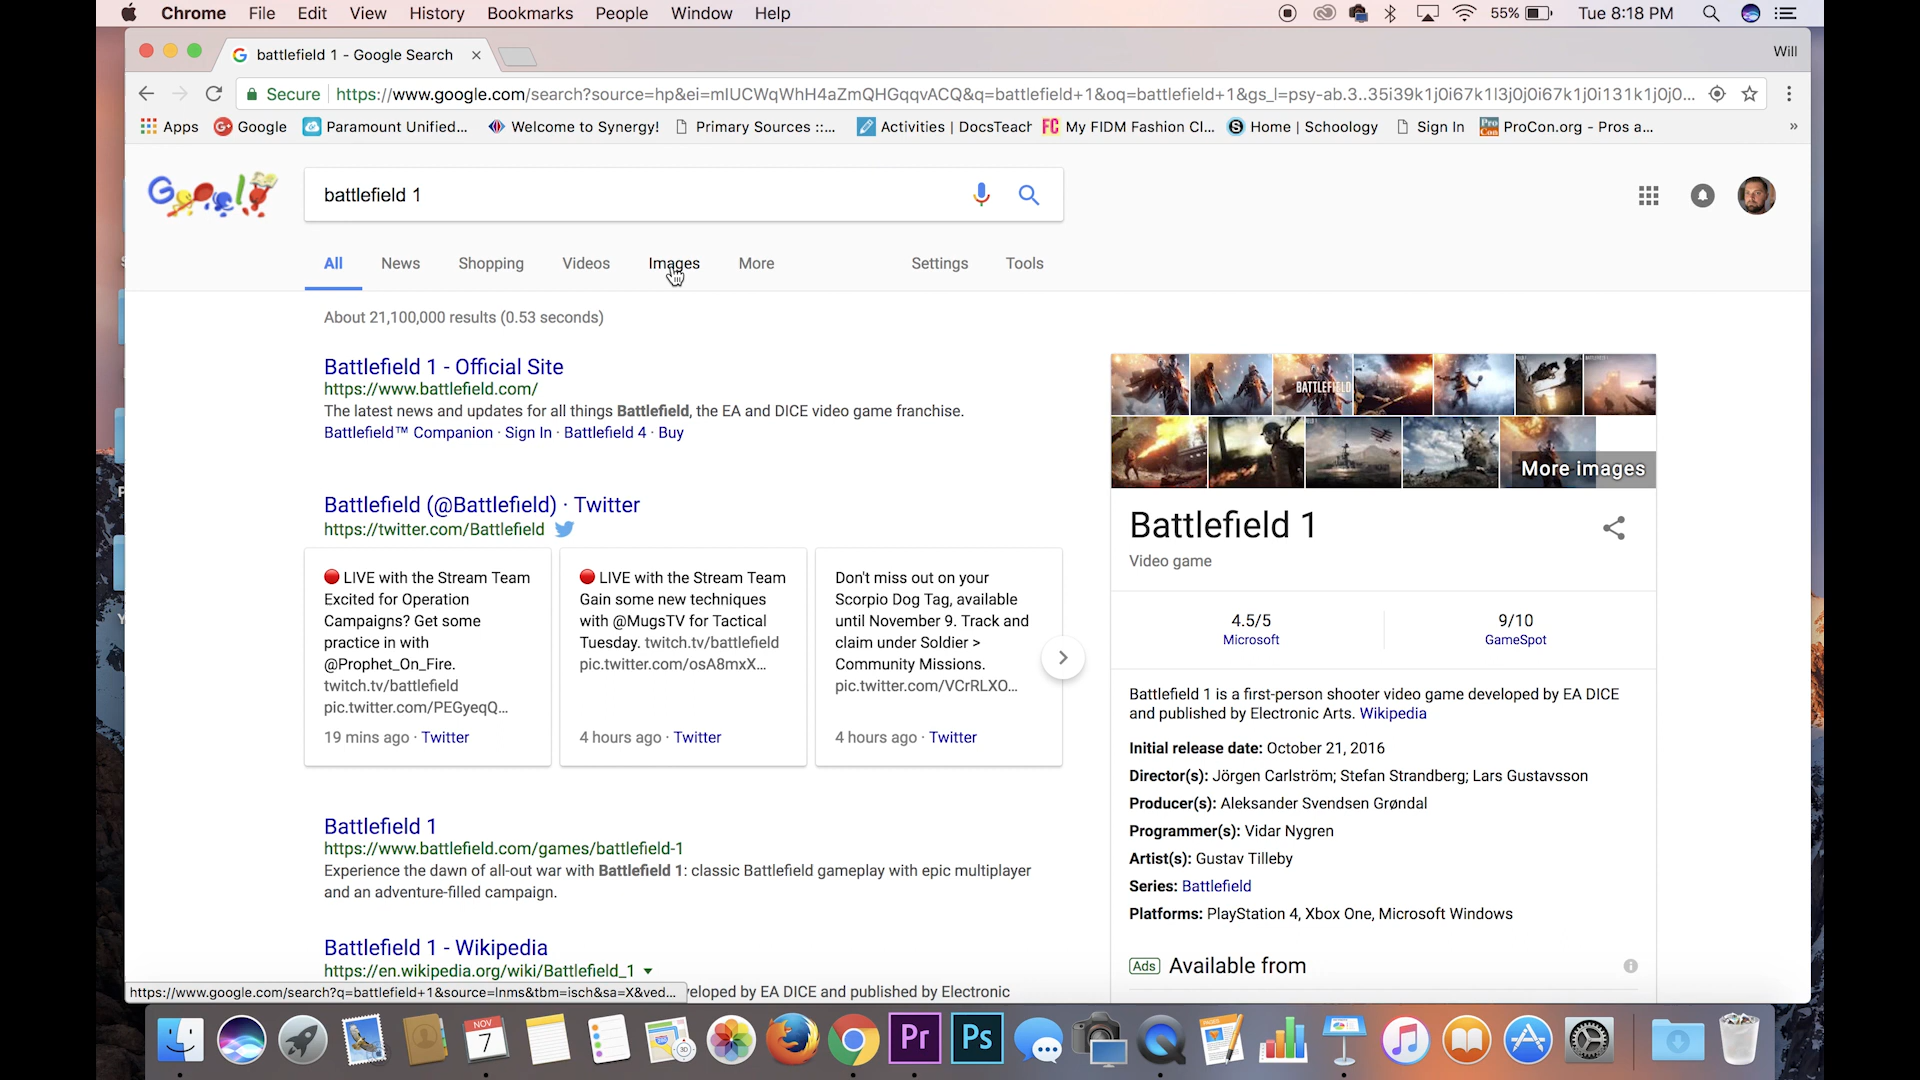 Chrome File Edit View History Bookmarks People Window Help 55% Tue 8:18 PM
battlefield 1 - Google Search Will
Secure https://www.google.com/search?source=hp&ei=mIUCWqWhH4aZmQHGqqvACQ&q=battlefield+1&oq=battlefield+1&gs_l=psy-ab.3..35i39k1j0i67k1l3j0j0i67k1j0i131k1j0j0...
Apps Google Paramount Unified... Welcome to Synergy! Primary Sources ::... Activities | DocsTeach My FIDM Fashion Cl... Home | Schoology Sign In ProCon.org - Pros a... »
battlefield 1
All News Shopping Videos Images More Settings Tools
About 21,100,000 results (0.53 seconds)
Battlefield 1 - Official Site
https://www.battlefield.com/
The latest news and updates for all things Battlefield, the EA and DICE video game franchise.
Battlefield™ Companion · Sign In · Battlefield 4 · Buy
Battlefield (@Battlefield) · Twitter
https://twitter.com/Battlefield
LIVE with the Stream Team
Excited for Operation
Campaigns? Get some
practice in with
@Prophet_On_Fire.
twitch.tv/battlefield
pic.twitter.com/PEGyeqQ...
19 mins ago · Twitter
LIVE with the Stream Team
Gain some new techniques
with @MugsTV for Tactical
Tuesday. twitch.tv/battlefield
pic.twitter.com/osA8mxX...
4 hours ago · Twitter
Don't miss out on your
Scorpio Dog Tag, available
until November 9. Track and
claim under Soldier >
Community Missions.
pic.twitter.com/VCrRLXO...
4 hours ago · Twitter
Battlefield 1
https://www.battlefield.com/games/battlefield-1
Experience the dawn of all-out war with Battlefield 1: classic Battlefield gameplay with epic multiplayer
and an adventure-filled campaign.
Battlefield 1 - Wikipedia
https://en.wikipedia.org/wiki/Battlefield_1
eloped by EA DICE and published by Electronic
https://www.google.com/search?q=battlefield+1&source=lnms&tbm=isch&sa=X&ved...
BATTLEFIELD
More images
Battlefield 1
Video game
4.5/5
Microsoft
9/10
GameSpot
Battlefield 1 is a first-person shooter video game developed by EA DICE
and published by Electronic Arts. Wikipedia
Initial release date: October 21, 2016
Director(s): Jörgen Carlström; Stefan Strandberg; Lars Gustavsson
Producer(s): Aleksander Svendsen Grøndal
Programmer(s): Vidar Nygren
Artist(s): Gustav Tilleby
Series: Battlefield
Platforms: PlayStation 4, Xbox One, Microsoft Windows
Ads Available from
NOV
7
Pr
Ps